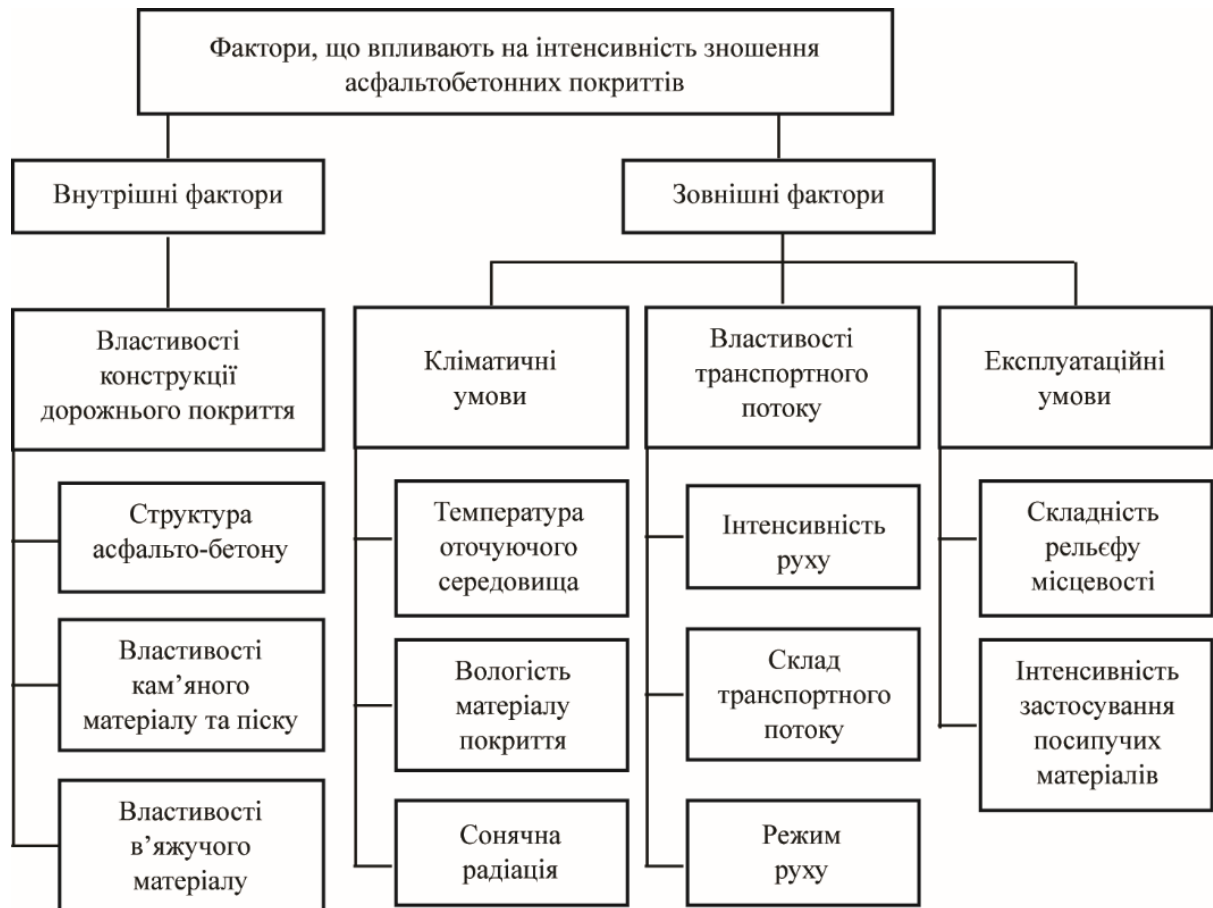 Фактори, що впливають на інтенсивність зношення
асфальтобетонних покриттів
Внутрішні фактори
Зовнішні фактори
Властивості
конструкції
дорожнього покриття
Кліматичні
умови
Властивості
транспортного
потоку
Експлуатаційні
умови
Структура
асфальто-бетону
Властивості
кам’яного
матеріалу та піску
Властивості
в’яжучого
матеріалу
Температура
оточуючого
середовища
Вологість
матеріалу
покриття
Сонячна
радіація
Інтенсивність
руху
Склад
транспортного
потоку
Режим
руху
Складність
рельєфу
місцевості
Інтенсивність
застосування
посипучих
матеріалів